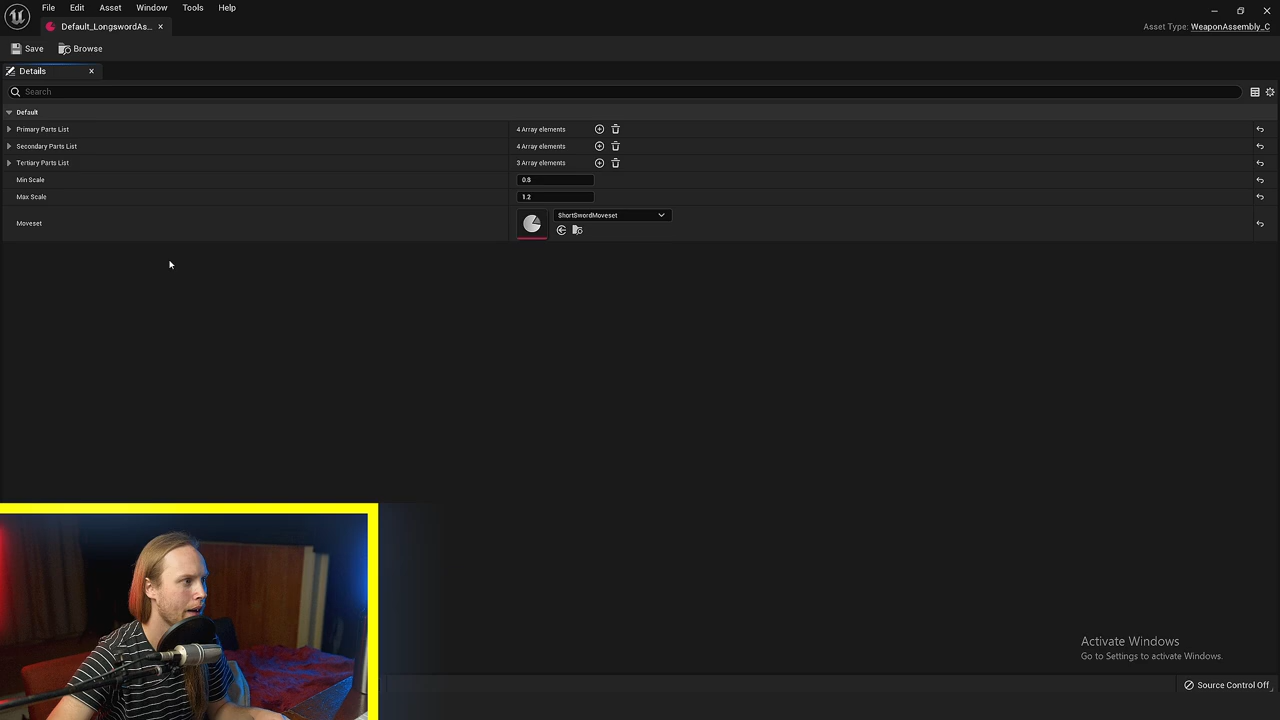 File Edit Asset Window Tools Help
Default_LongswordAs...
Asset Type: WeaponAssembly_C
Save Browse
Details
Search
Default
Primary Parts List 4 Array elements
Secondary Parts List 4 Array elements
Tertiary Parts List 3 Array elements
Min Scale 0.8
Max Scale 1.2
Moveset ShortSwordMoveset
Activate Windows
Go to Settings to activate Windows.
Source Control Off